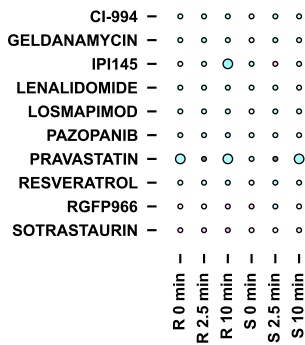 CI-994 –
GELDANAMYCIN –
IPI145 –
LENALIDOMIDE –
LOSMAPIMOD –
PAZOPANIB –
PRAVASTATIN –
RESVERATROL –
RGFP966 –
SOTRASTAURIN –
R 0 min –
R 2.5 min –
R 10 min –
S 0 min –
S 2.5 min –
S 10 min –